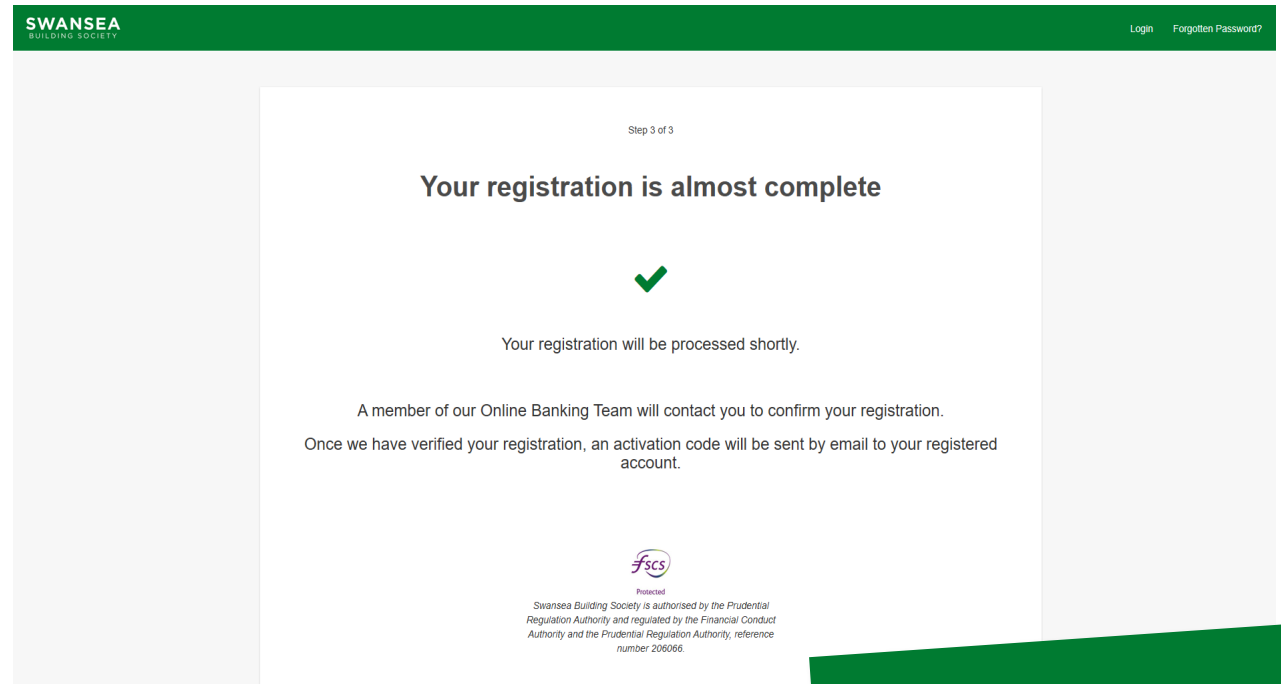 SWANSEA
BUILDING SOCIETY
Login Forgotten Password?
Step 3 of 3
Your registration is almost complete
Your registration will be processed shortly.
A member of our Online Banking Team will contact you to confirm your registration.
Once we have verified your registration, an activation code will be sent by email to your registered
account.
fscs
Protected
Swansea Building Society is authorised by the Prudential
Regulation Authority and regulated by the Financial Conduct
Authority and the Prudential Regulation Authority, reference
number 206066.